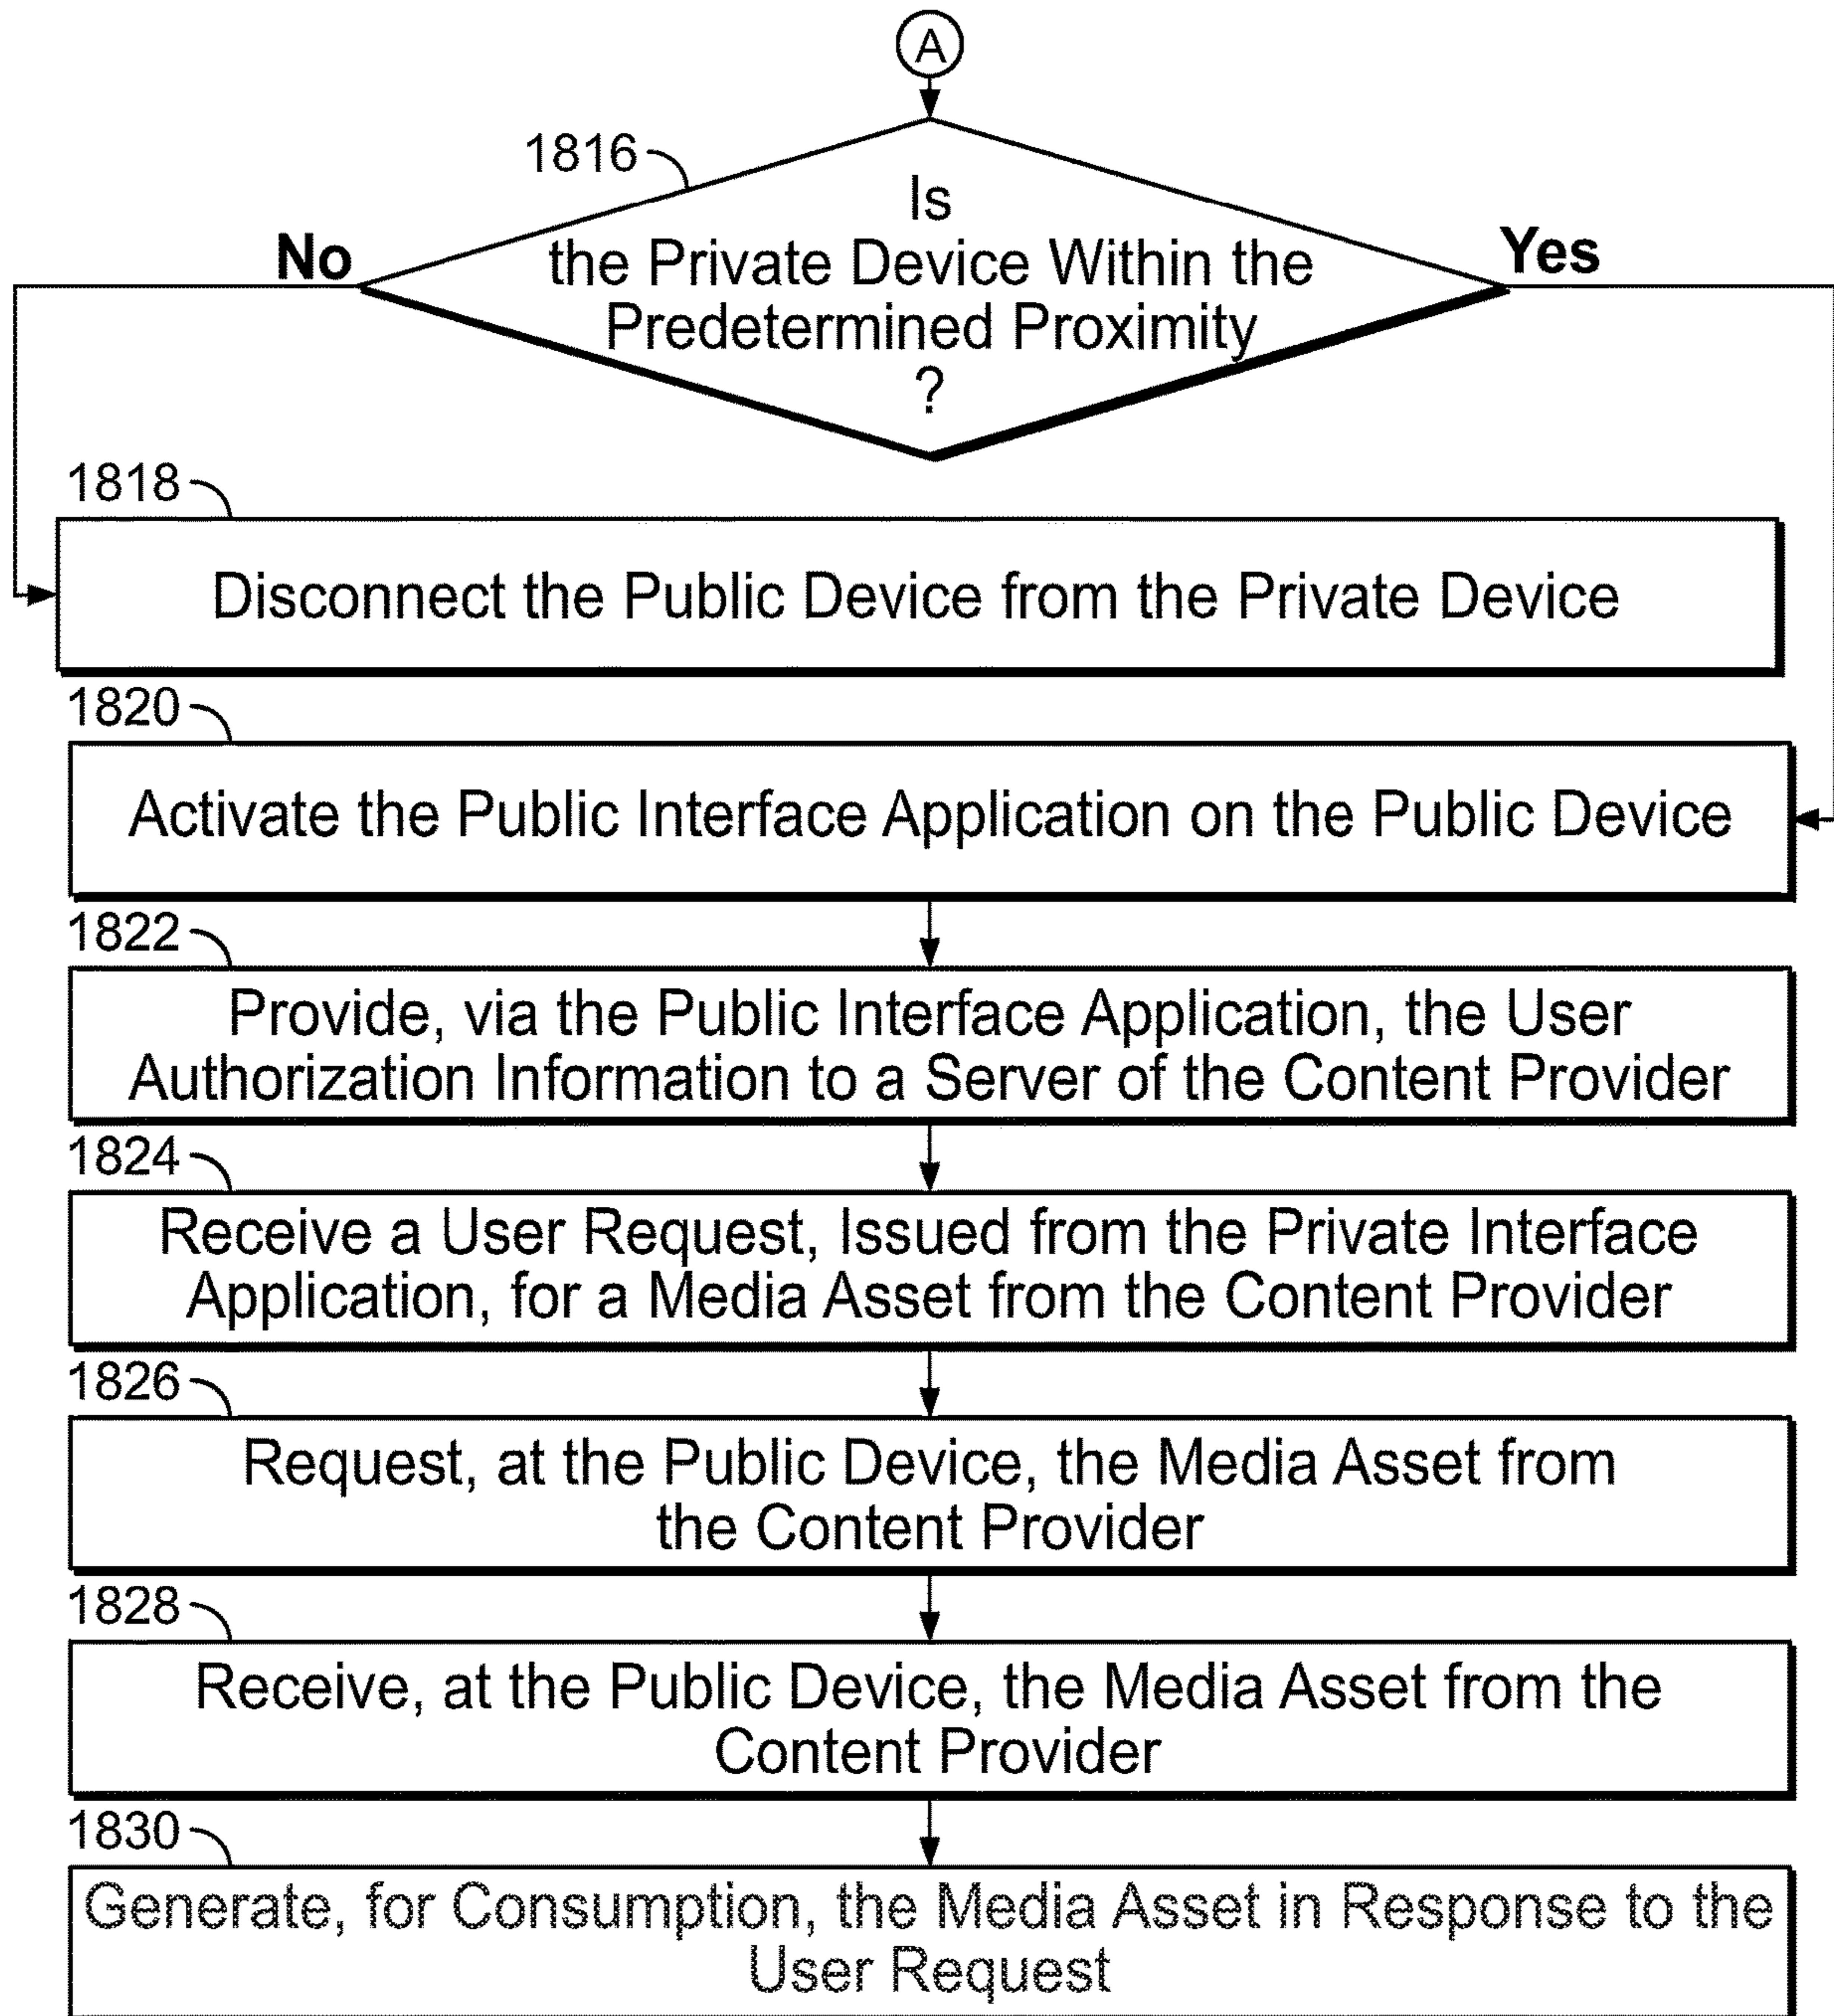 A
1816
Is
the Private Device Within the
Predetermined Proximity
?
No
Yes
1818
Disconnect the Public Device from the Private Device
1820
Activate the Public Interface Application on the Public Device
1822
Provide, via the Public Interface Application, the User
Authorization Information to a Server of the Content Provider
1824
Receive a User Request, Issued from the Private Interface
Application, for a Media Asset from the Content Provider
1826
Request, at the Public Device, the Media Asset from
the Content Provider
1828
Receive, at the Public Device, the Media Asset from the
Content Provider
1830
Generate, for Consumption, the Media Asset in Response to the
User Request